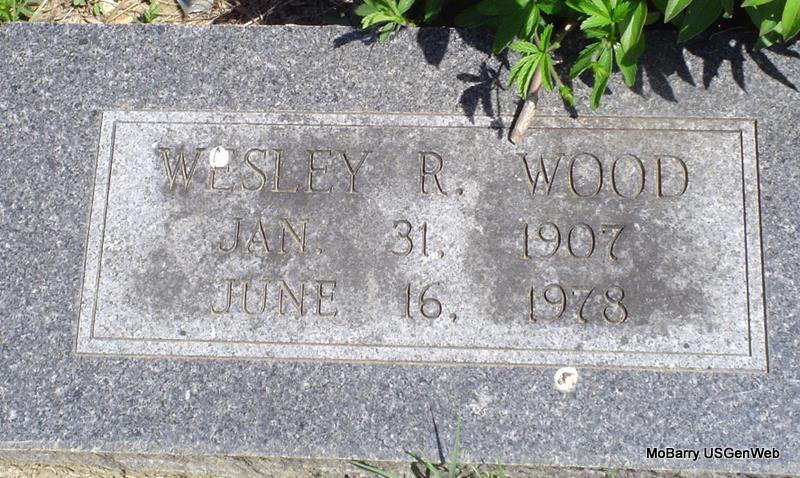 WESLEY R. WOOD
JAN. 31, 1907
JUNE 16, 1978
MoBarry USGenWeb